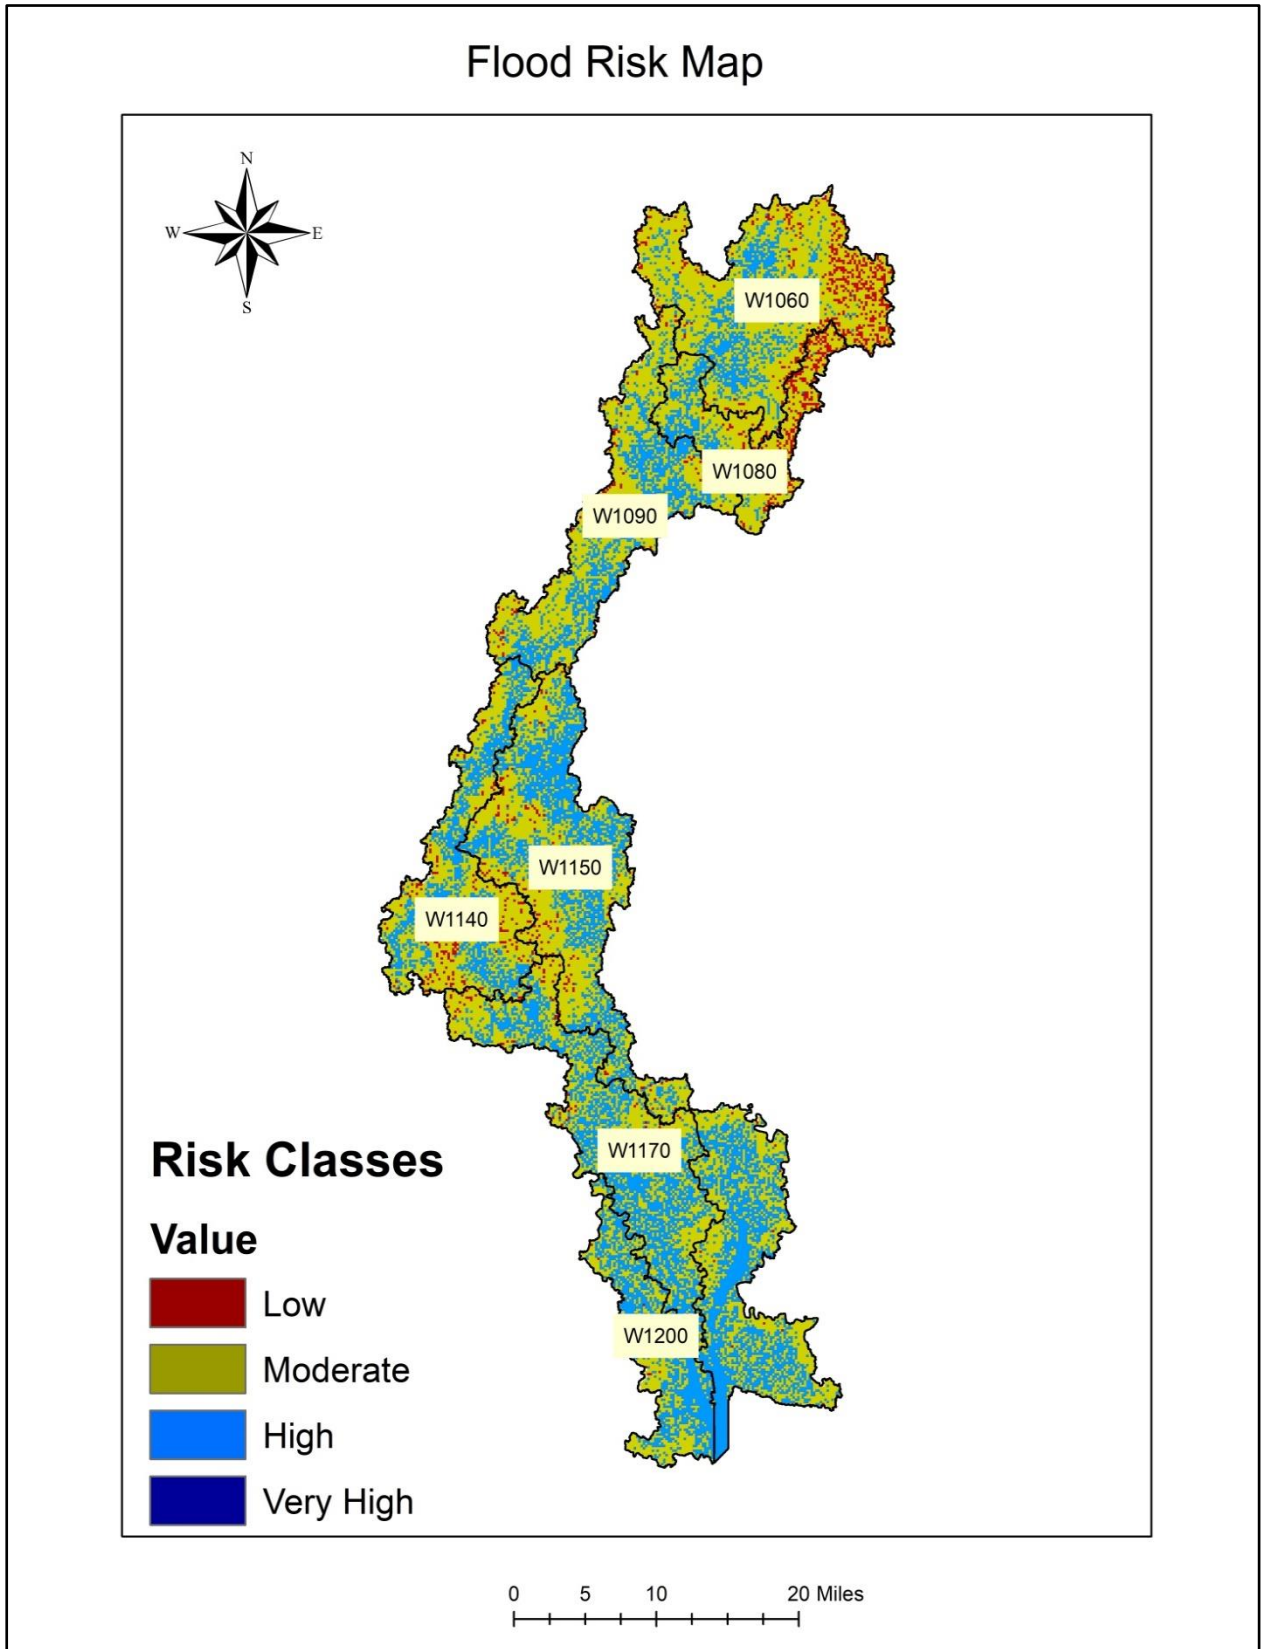 Flood Risk Map
N
W E
S
W1060
W1080
W1090
W1150
W1140
W1170
W1200
Risk Classes
Value
Low
Moderate
High
Very High
0 5 10 20 Miles